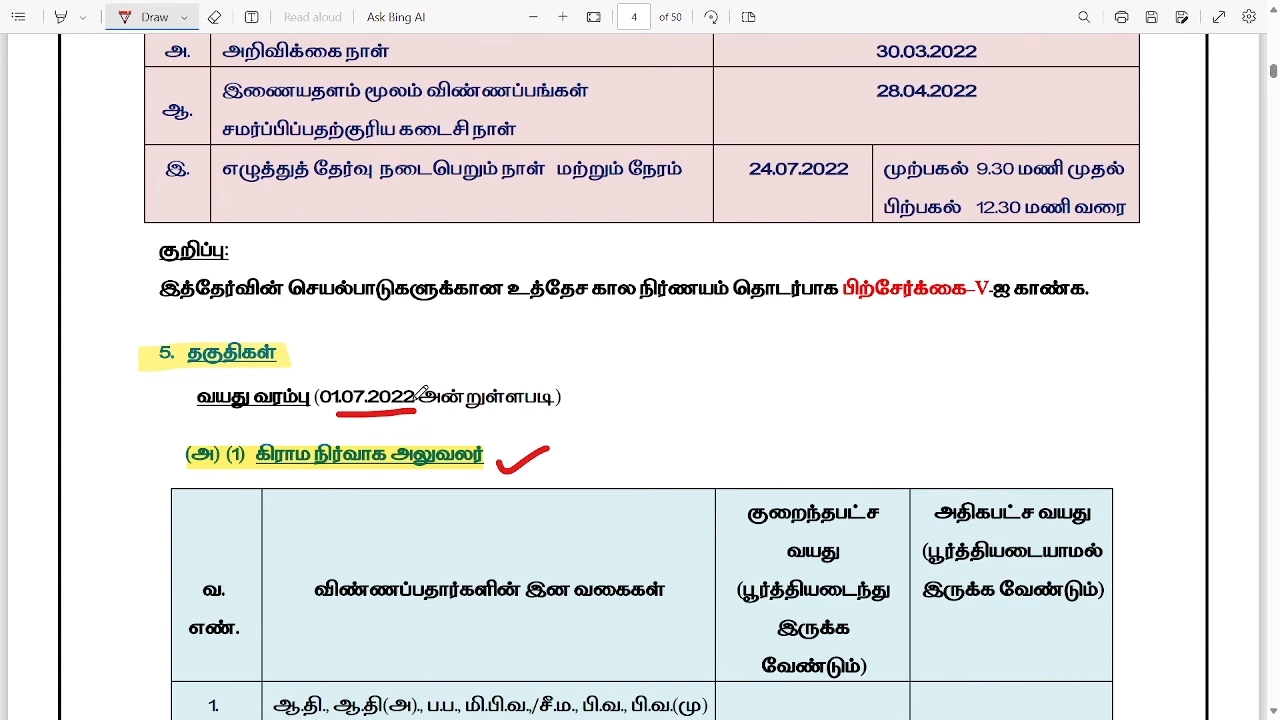 Draw
Read aloud
Ask Bing AI
4 of 50
அ. அறிவிக்கை நாள் 30.03.2022
ஆ. இணையதளம் மூலம் விண்ணப்பங்கள் சமர்ப்பிப்பதற்குரிய கடைசி நாள் 28.04.2022
இ. எழுத்துத் தேர்வு நடைபெறும் நாள் மற்றும் நேரம் 24.07.2022 முற்பகல் 9.30 மணி முதல்
பிற்பகல் 12.30 மணி வரை
குறிப்பு:
இத்தேர்வின் செயல்பாடுகளுக்கான உத்தேச கால நிர்ணயம் தொடர்பாக பிற்சேர்க்கை–V-ஐ காண்க.
5. தகுதிகள்
வயது வரம்பு (01.07.2022 அன்றுள்ளபடி)
(அ) (1) கிராம நிர்வாக அலுவலர்
வ.
எண்.
விண்ணப்பதார்களின் இன வகைகள்
குறைந்தபட்ச
வயது
(பூர்த்தியடைந்து
இருக்க
வேண்டும்)
அதிகபட்ச வயது
(பூர்த்தியடையாமல்
இருக்க வேண்டும்)
1. ஆ.தி., ஆ.தி(அ)., ப.ப., மி.பி.வ.,/சீ.ம., பி.வ., பி.வ.(மு)